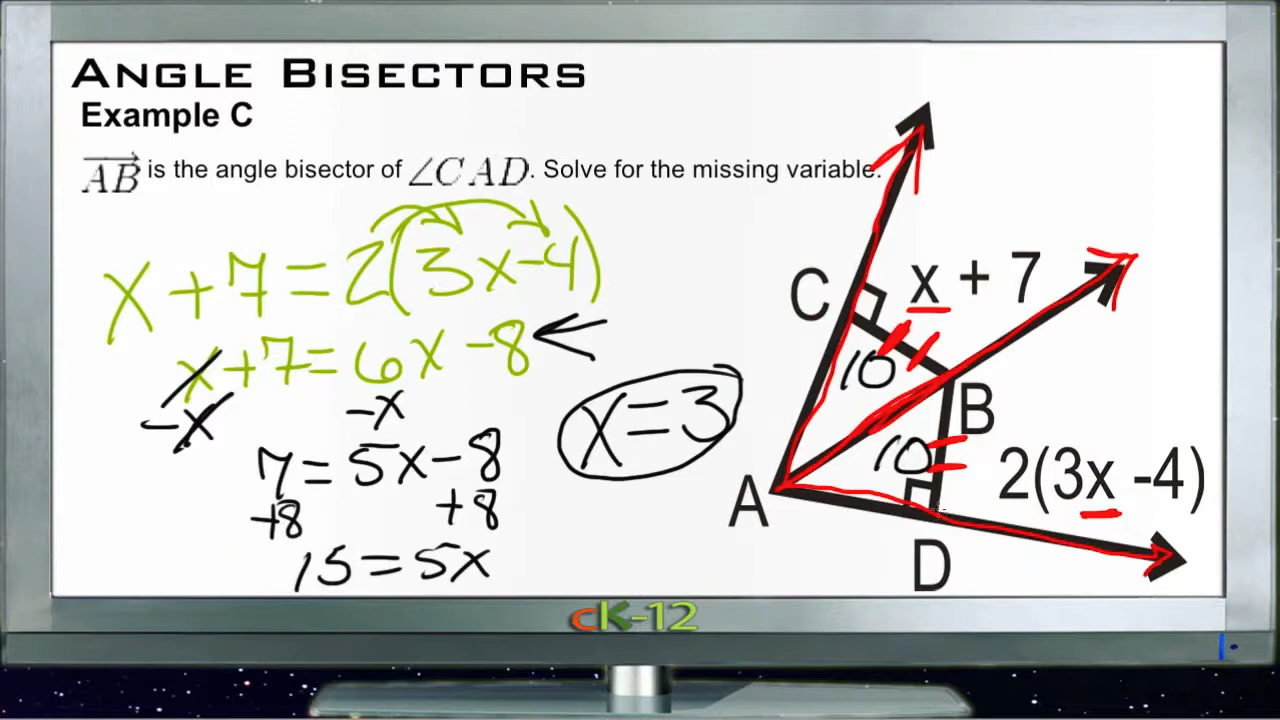 ANGLE BISECTORS
Example C
AB is the angle bisector of ∠CAD. Solve for the missing variable.
x+7=2(3x-4)
x+7=6x-8
-x -x
7=5x-8
+8 +8
15=5x
x=3
C
x + 7
10
B
10
2(3x -4)
A
D
cK-12